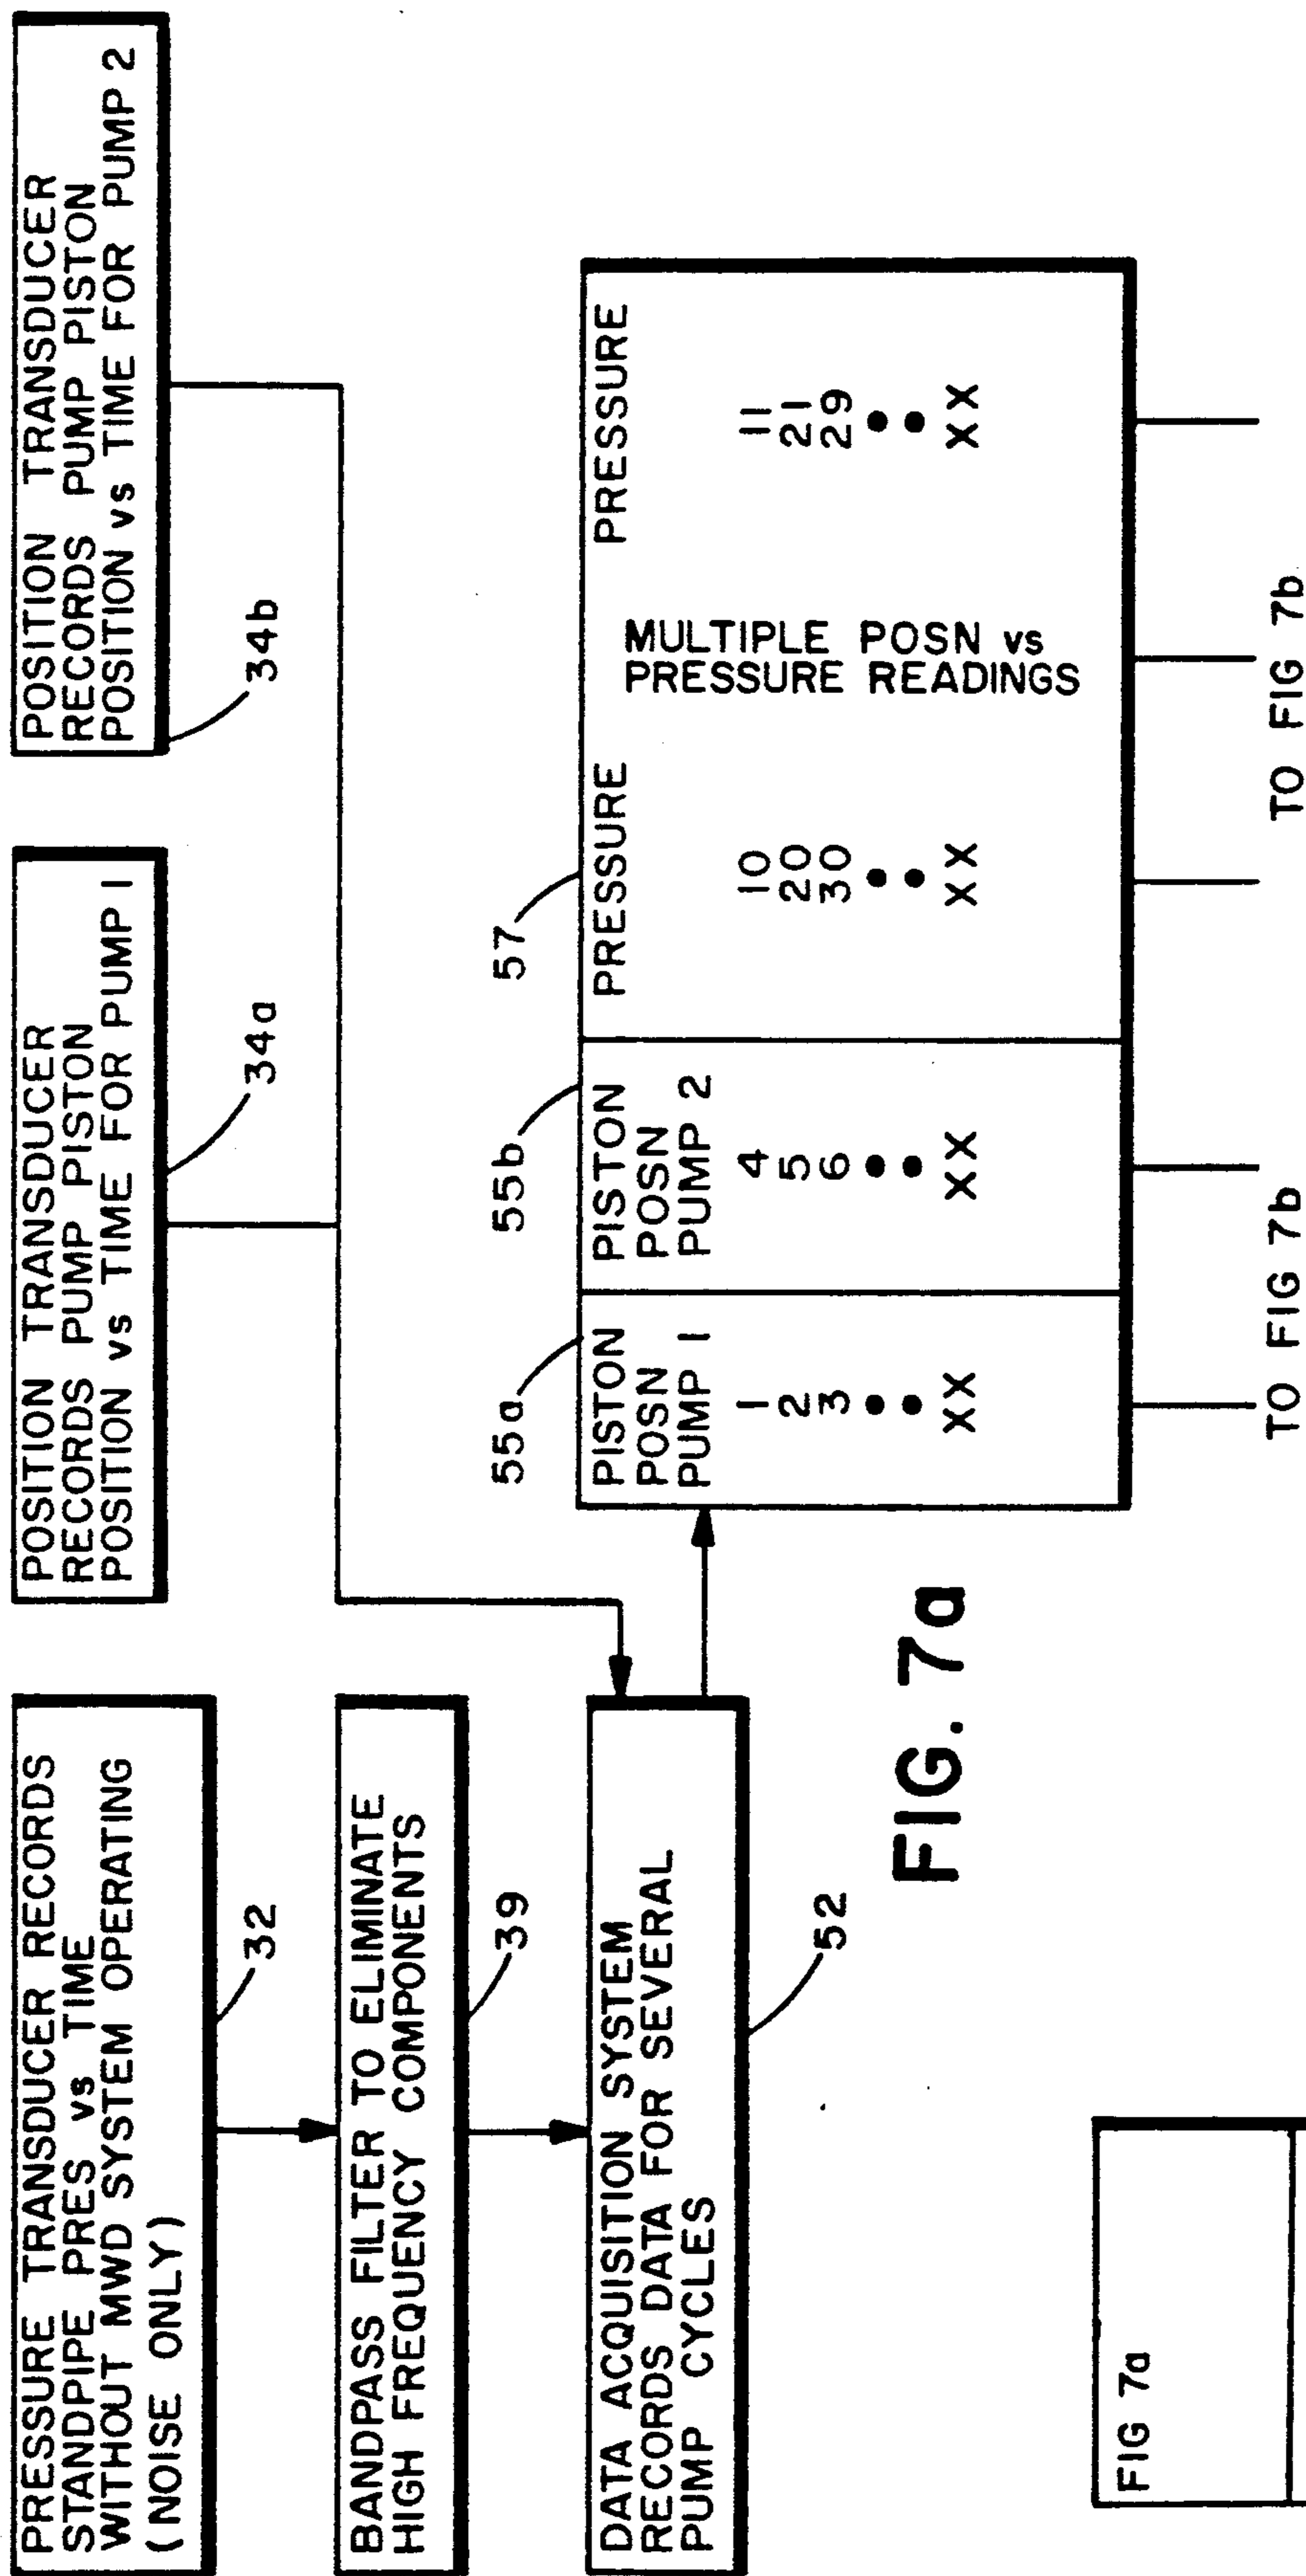 PRESSURE TRANSDUCER RECORDS
STANDPIPE PRES vs TIME
WITHOUT MWD SYSTEM OPERATING
(NOISE ONLY)
32
POSITION TRANSDUCER
RECORDS PUMP PISTON
POSITION vs TIME FOR PUMP 1
34a
POSITION TRANSDUCER
RECORDS PUMP PISTON
POSITION vs TIME FOR PUMP 2
34b
BANDPASS FILTER TO ELIMINATE
HIGH FREQUENCY COMPONENTS
39
DATA ACQUISITION SYSTEM
RECORDS DATA FOR SEVERAL
PUMP CYCLES
52
55a
PISTON
POSN
PUMP 1
1
2
3
•
•
XX
55b
PISTON
POSN
PUMP 2
4
5
6
•
•
XX
57
PRESSURE
10
20
30
•
•
XX
MULTIPLE POSN vs
PRESSURE READINGS
PRESSURE
11
21
29
•
•
XX
TO FIG 7b
TO FIG 7b
FIG. 7a
FIG 7a